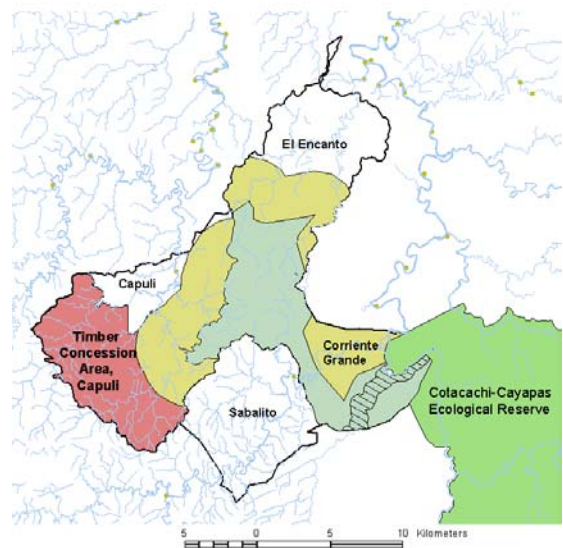 El Encanto
Capuli
Timber
Concession
Area,
Capuli
Corriente
Grande
Cotacachi-Cayapas
Ecological Reserve
Sabalito
5 0 5 10 Kilometers